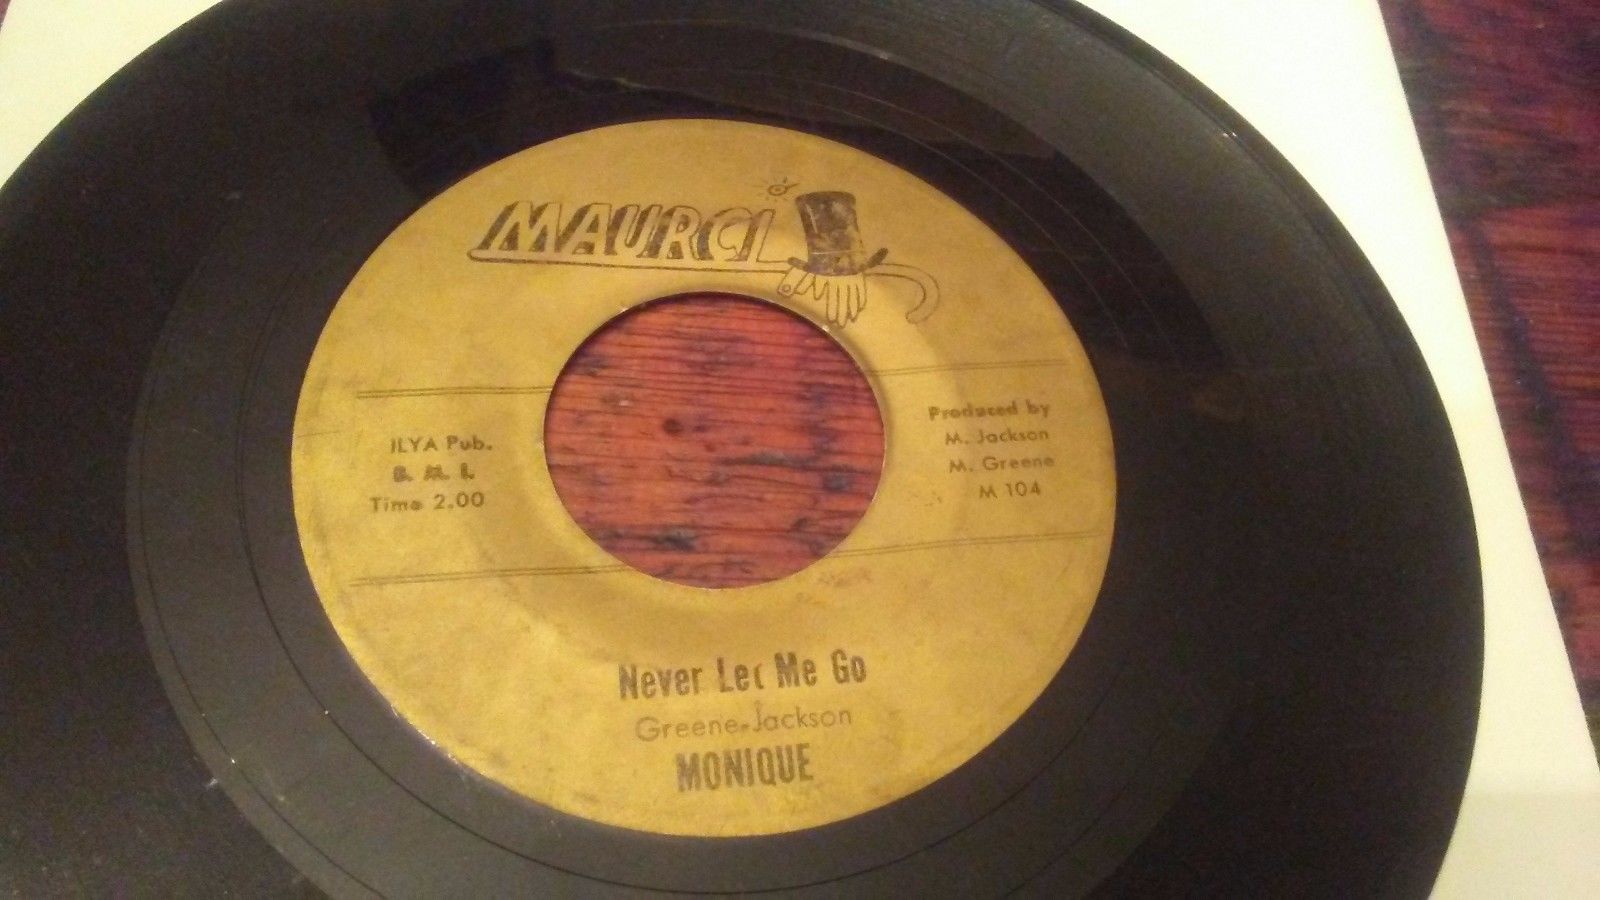 MAURCI
ILYA Pub.
B. M. I.
Time 2.00
Produced by
M. Jackson
M. Greene
M 104
Never Let Me Go
Greene-Jackson
MONIQUE